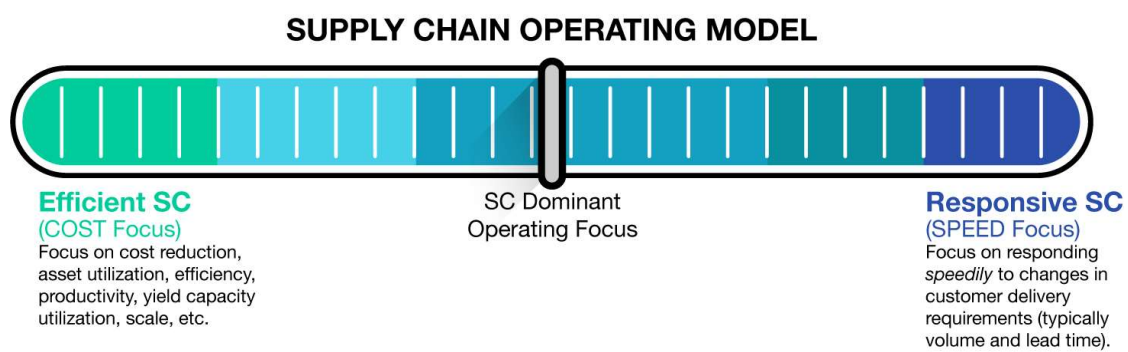 SUPPLY CHAIN OPERATING MODEL
Efficient SC
(COST Focus)
Focus on cost reduction,
asset utilization, efficiency,
productivity, yield capacity
utilization, scale, etc.
SC Dominant
Operating Focus
Responsive SC
(SPEED Focus)
Focus on responding
speedily to changes in
customer delivery
requirements (typically
volume and lead time).